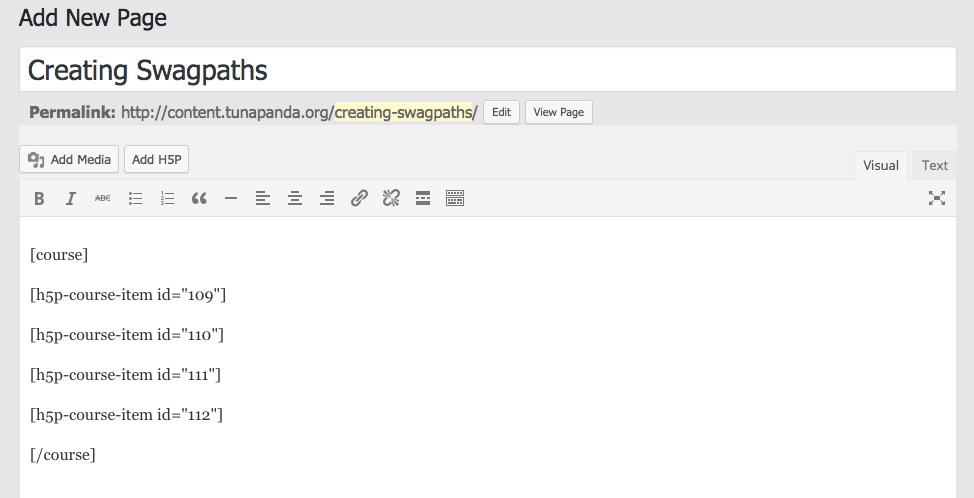 Add New Page
Creating Swagpaths
Permalink: http://content.tunapanda.org/creating-swagpaths/ Edit View Page
Add Media Add H5P
Visual Text
B I ABC
[course]
[h5p-course-item id="109"]
[h5p-course-item id="110"]
[h5p-course-item id="111"]
[h5p-course-item id="112"]
[/course]